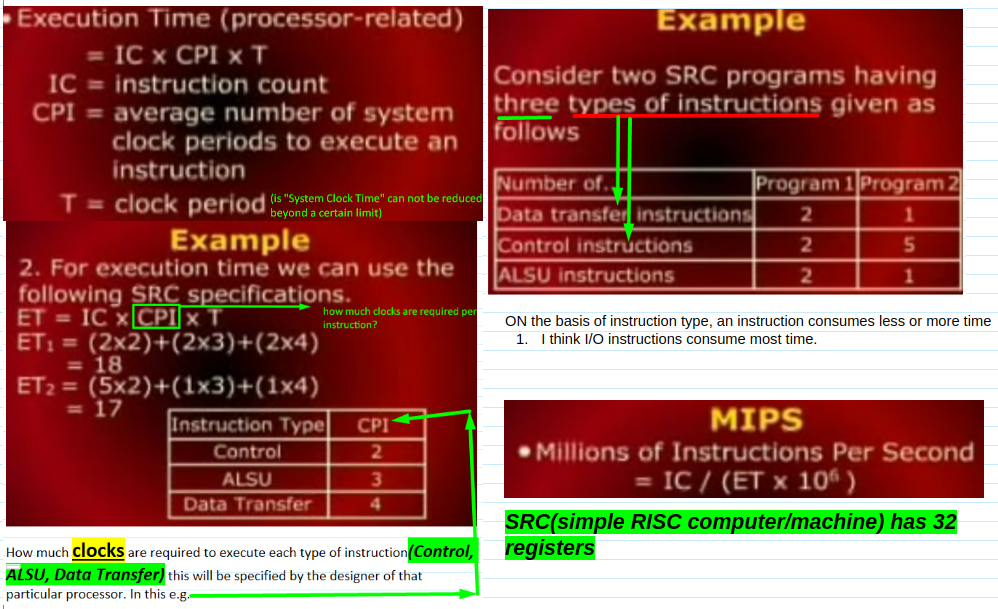 • Execution Time (processor-related)
= IC x CPI x T
IC = instruction count
CPI = average number of system
clock periods to execute an
instruction
T = clock period (is "System Clock Time" can not be reduced
beyond a certain limit)
Example
2. For execution time we can use the
following SRC specifications.
ET = IC x CPI x T
how much clocks are required per
instruction?
ET₁ = (2x2)+(2x3)+(2x4)
= 18
ET₂ = (5x2)+(1x3)+(1x4)
= 17
Instruction Type CPI
Control 2
ALSU 3
Data Transfer 4
How much clocks are required to execute each type of instruction(Control,
ALSU, Data Transfer) this will be specified by the designer of that
particular processor. In this e.g.
Example
Consider two SRC programs having
three types of instructions given as
follows
Number of.. Program 1 Program 2
Data transfer instructions 2 1
Control instructions 2 5
ALSU instructions 2 1
ON the basis of instruction type, an instruction consumes less or more time
1. I think I/O instructions consume most time.
MIPS
• Millions of Instructions Per Second
= IC / (ET x 10⁶ )
SRC(simple RISC computer/machine) has 32
registers